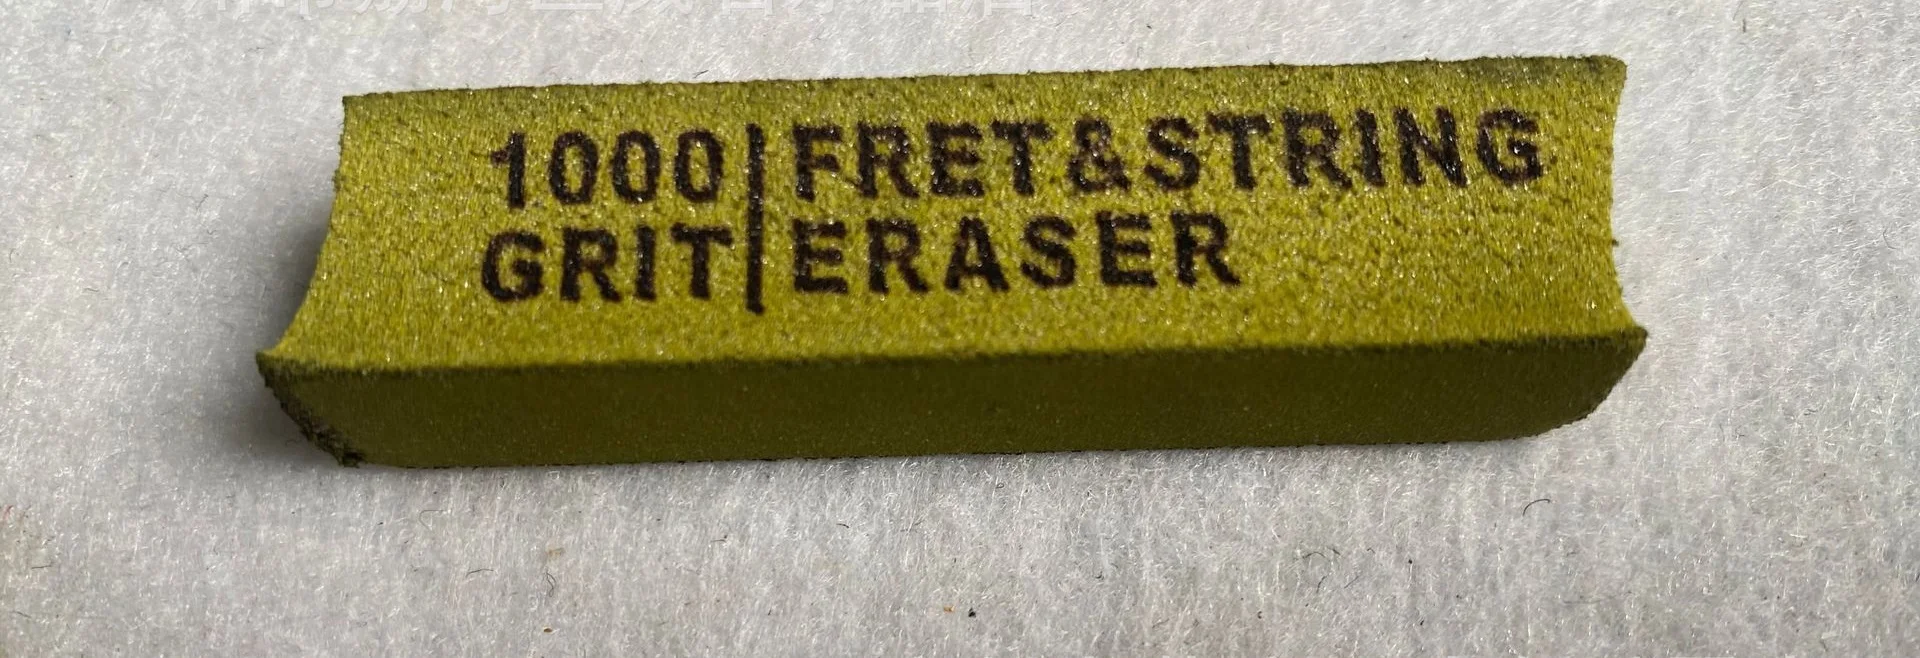 1000 FRET&STRING
GRIT ERASER